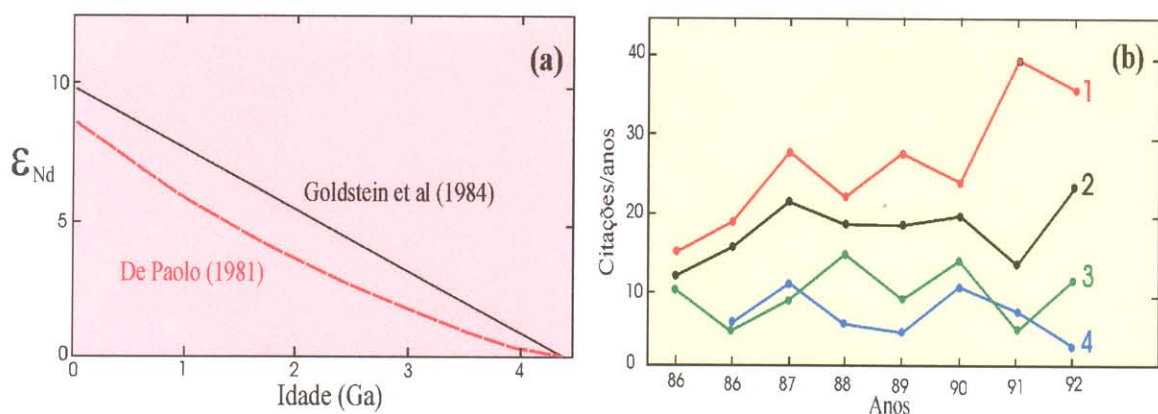 (a)
10
5
0
ε Nd
Goldstein et al (1984)
De Paolo (1981)
0 1 2 3 4
Idade (Ga)
(b)
40
30
20
10
0
Citações/anos
1
2
3
4
86 86 87 88 89 90 91 92
Anos